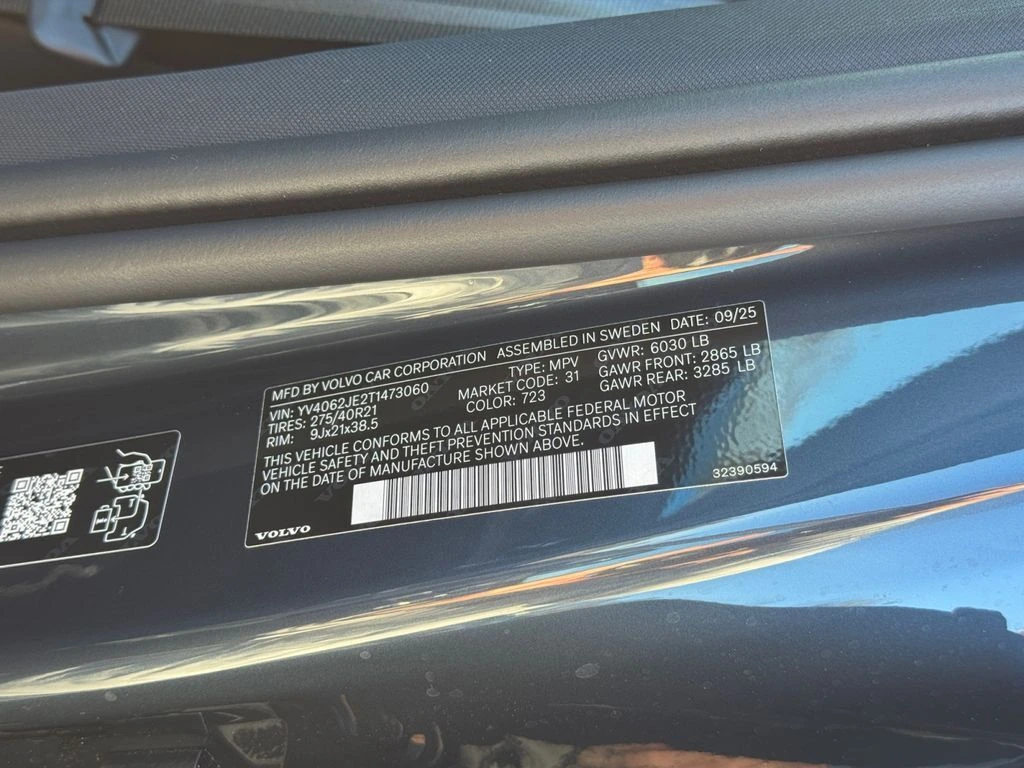 MFD BY VOLVO CAR CORPORATION ASSEMBLED IN SWEDEN DATE: 09/25
VIN: YV4062JE2T1473060 TYPE: MPV GVWR: 6030 LB
TIRES: 275/40R21 MARKET CODE: 31 GAWR FRONT: 2865 LB
RIM: 9Jx21x38.5 COLOR: 723 GAWR REAR: 3285 LB
THIS VEHICLE CONFORMS TO ALL APPLICABLE FEDERAL MOTOR
VEHICLE SAFETY AND THEFT PREVENTION STANDARDS IN EFFECT
ON THE DATE OF MANUFACTURE SHOWN ABOVE.
VOLVO 32390594